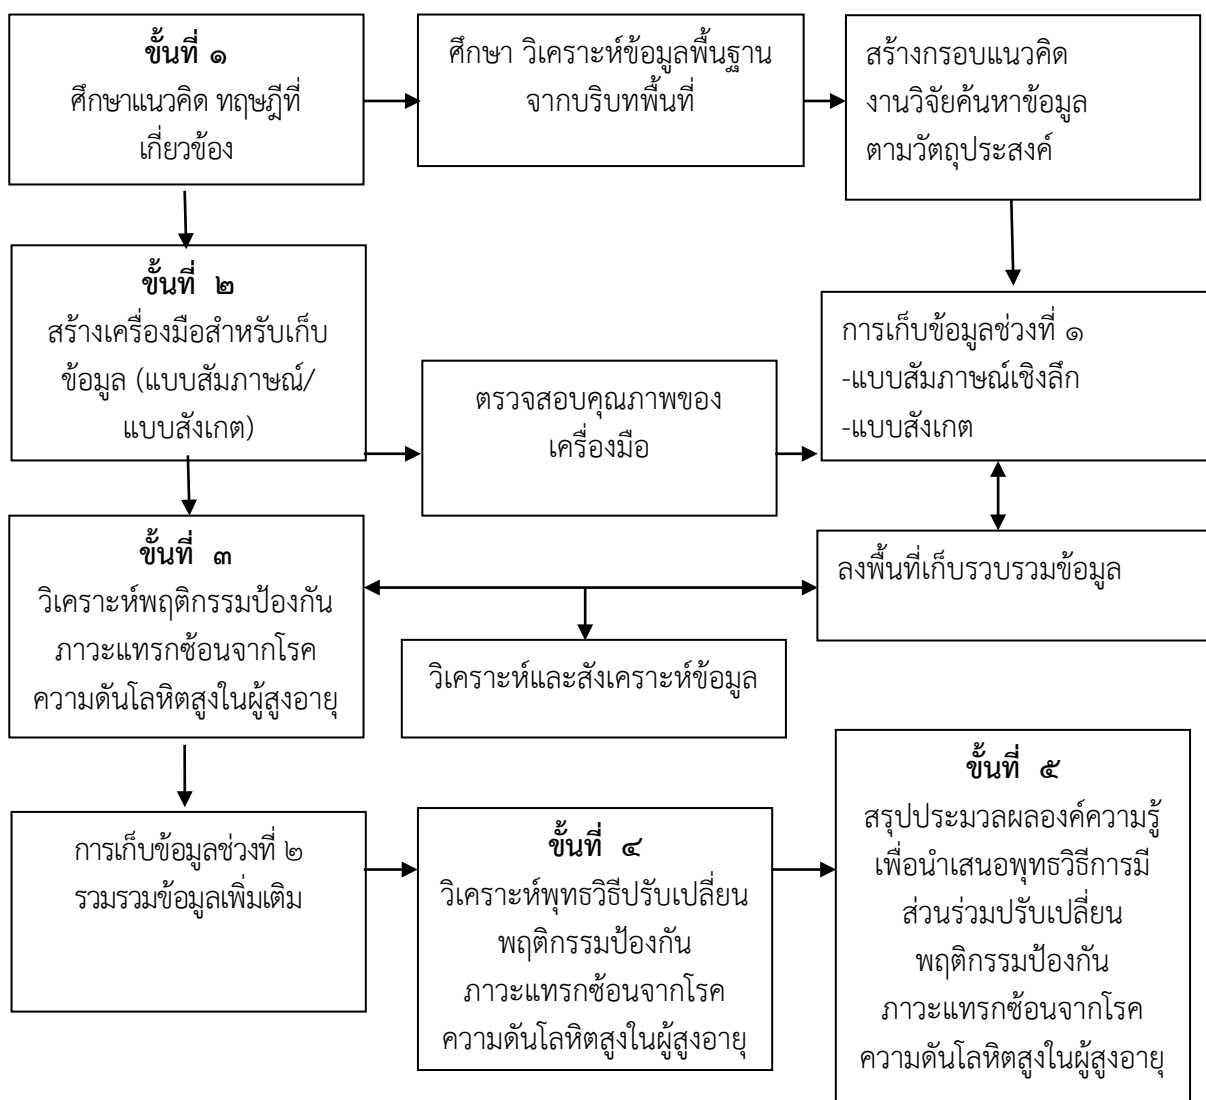 ขั้นที่ ๑
ศึกษาแนวคิด ทฤษฎีที่
เกี่ยวข้อง
ศึกษา วิเคราะห์ข้อมูลพื้นฐาน
จากบริบทพื้นที่
สร้างกรอบแนวคิด
งานวิจัยค้นหาข้อมูล
ตามวัตถุประสงค์
ขั้นที่ ๒
สร้างเครื่องมือสำหรับเก็บ
ข้อมูล (แบบสัมภาษณ์/
แบบสังเกต)
ตรวจสอบคุณภาพของ
เครื่องมือ
การเก็บข้อมูลช่วงที่ ๑
-แบบสัมภาษณ์เชิงลึก
-แบบสังเกต
ขั้นที่ ๓
วิเคราะห์พฤติกรรมป้องกัน
ภาวะแทรกซ้อนจากโรค
ความดันโลหิตสูงในผู้สูงอายุ
วิเคราะห์และสังเคราะห์ข้อมูล
ลงพื้นที่เก็บรวบรวมข้อมูล
การเก็บข้อมูลช่วงที่ ๒
รวมรวมข้อมูลเพิ่มเติม
ขั้นที่ ๔
วิเคราะห์พุทธวิธีปรับเปลี่ยน
พฤติกรรมป้องกัน
ภาวะแทรกซ้อนจากโรค
ความดันโลหิตสูงในผู้สูงอายุ
ขั้นที่ ๕
สรุปประมวลผลองค์ความรู้
เพื่อนำเสนอพุทธวิธีการมี
ส่วนร่วมปรับเปลี่ยน
พฤติกรรมป้องกัน
ภาวะแทรกซ้อนจากโรค
ความดันโลหิตสูงในผู้สูงอายุ